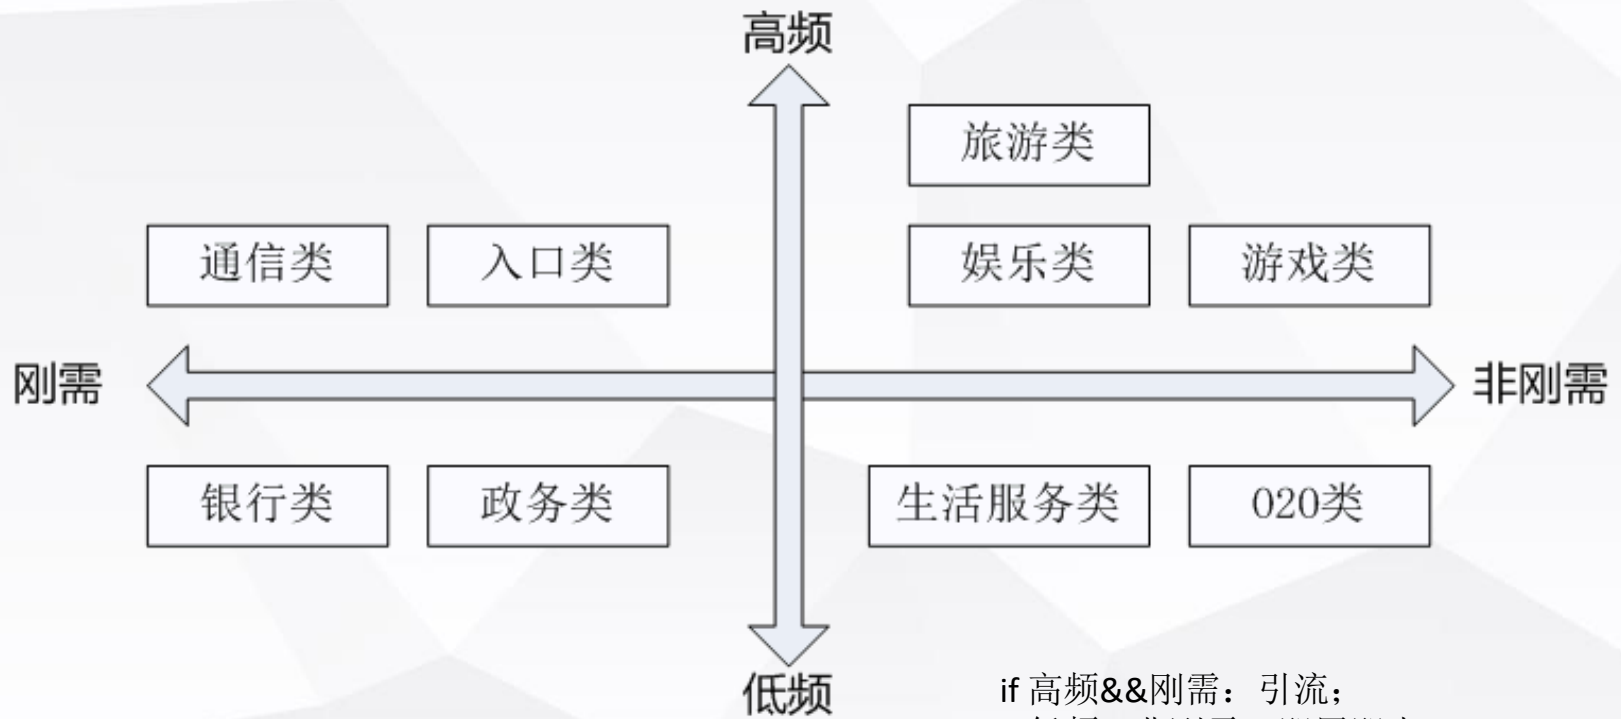 高频
旅游类
通信类 入口类 娱乐类 游戏类
刚需 非刚需
银行类 政务类 生活服务类 O2O类
低频
if 高频&&刚需：引流；